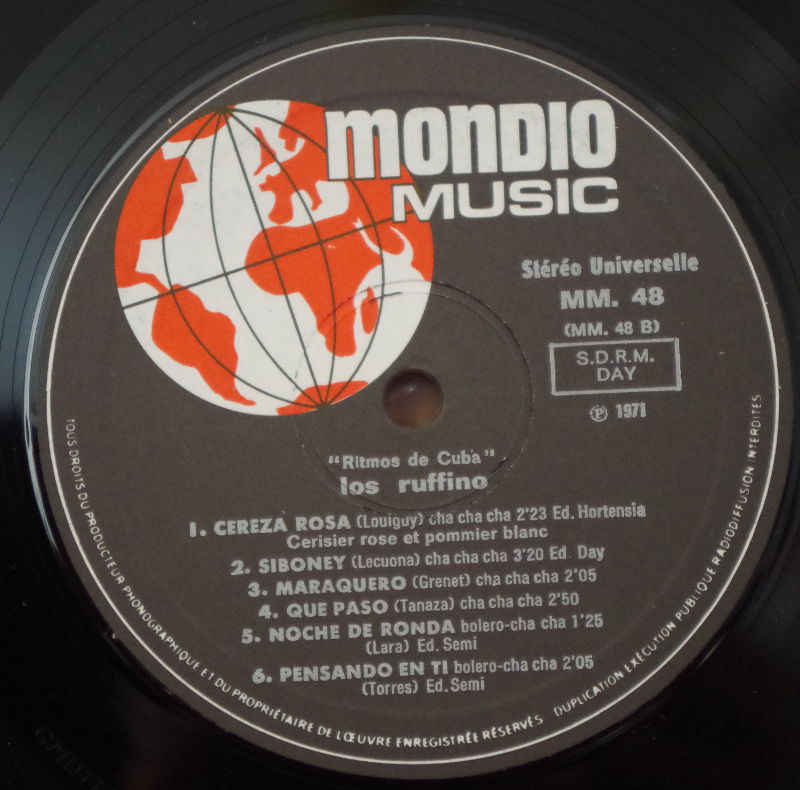 MONDIO
MUSIC
Stéréo Universelle
MM. 48
(MM. 48 B)
S.D.R.M.
DAY
℗ 1971
"Ritmos de Cuba"
los ruffino
1. CEREZA ROSA (Louiguy) cha cha cha 2'23 Ed. Hortensia
Cerisier rose et pommier blanc
2. SIBONEY (Lecuona) cha cha cha 3'20 Ed. Day
3. MARAQUERO (Grenet) cha cha cha 2'05
4. QUE PASO (Tanaza) cha cha cha 2'50
5. NOCHE DE RONDA bolero-cha cha 1'25
(Lara) Ed. Semi
6. PENSANDO EN TI bolero-cha cha 2'05
(Torres) Ed. Semi
TOUS DROITS DU PRODUCTEUR PHONOGRAPHIQUE ET DU PROPRIÉTAIRE DE L'ŒUVRE ENREGISTRÉE RÉSERVÉS DUPLICATION EXÉCUTION PUBLIQUE RADIODIFFUSION INTERDITES